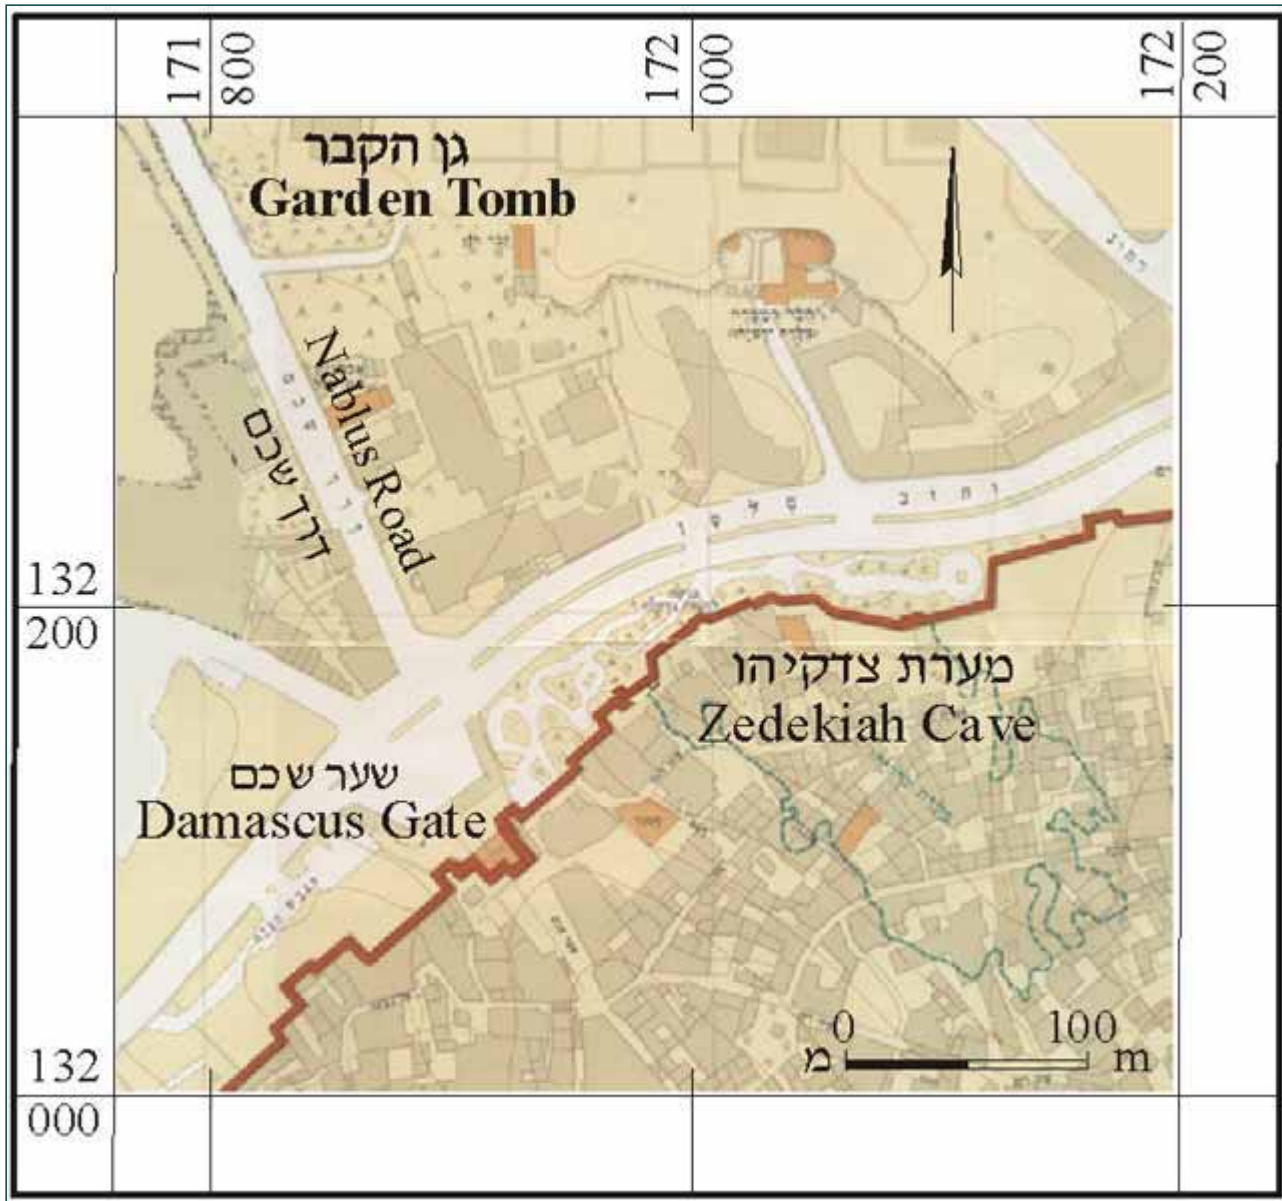 171
800
172
000
172
200
גן הקבר
Garden Tomb
Nablus Road
דרך שכם
132
200
מערת צדקיהו
Zedekiah Cave
שער שכם
Damascus Gate
0
100
מ
m
132
000